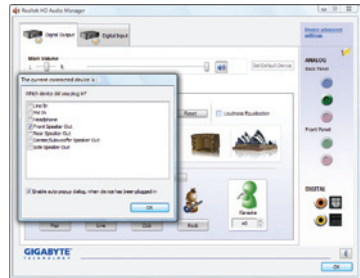 Realtek HD Audio Manager
Digital Output
Digital Input
Device advanced settings
Main Volume
L
R
Set Default Device
ANALOG
Back Panel
The current connected device is :
Which device did you plug in?
Line In
Mic In
Headphone
Front Speaker Out
Rear Speaker Out
Center/Subwoofer Speaker Out
Side Speaker Out
Enable auto popup dialog, when device has been plugged in
OK
Reset
Loudness Equalization
Front Panel
Karaoke
+0
Pop
Live
Club
Rock
DIGITAL
GIGABYTE
TECHNOLOGY
OK